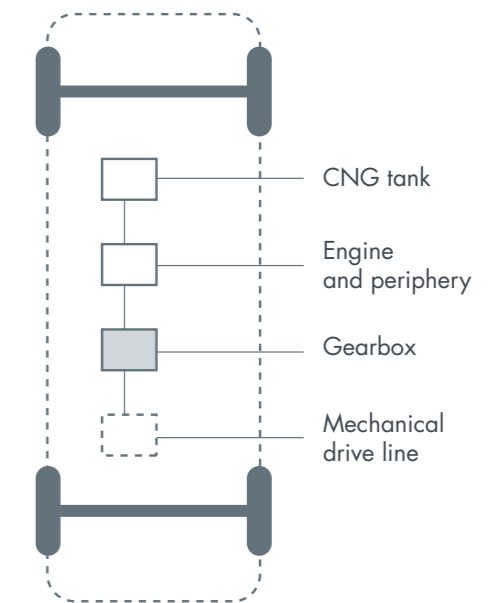 CNG tank
Engine
and periphery
Gearbox
Mechanical
drive line